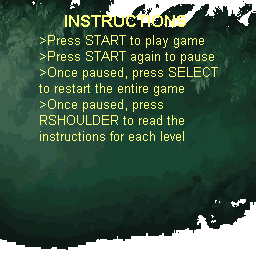 INSTRUCTIONS
>Press START to play game
>Press START again to pause
>Once paused, press SELECT
to restart the entire game
>Once paused, press
RSHOULDER to read the
instructions for each level